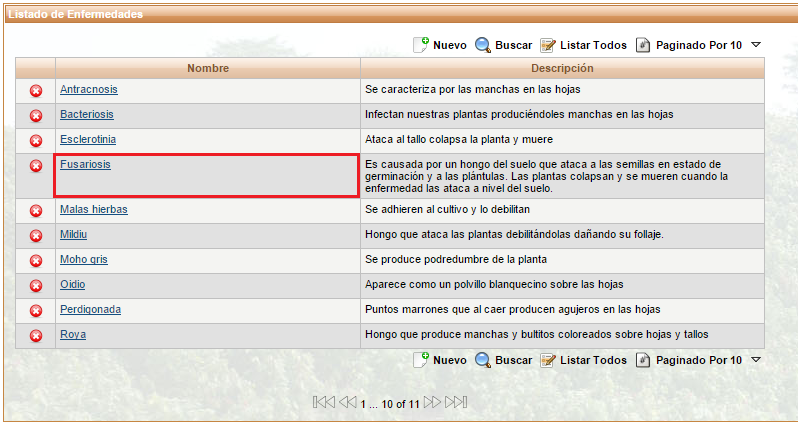 Listado de Enfermedades
Nuevo Buscar Listar Todos Paginado Por 10
Nombre Descripción
Antracnosis Se caracteriza por las manchas en las hojas
Bacteriosis Infectan nuestras plantas produciéndoles manchas en las hojas
Esclerotinia Ataca al tallo colapsa la planta y muere
Fusariosis Es causada por un hongo del suelo que ataca a las semillas en estado de
germinación y a las plántulas. Las plantas colapsan y se mueren cuando la
enfermedad las ataca a nivel del suelo.
Malas hierbas Se adhieren al cultivo y lo debilitan
Mildiu Hongo que ataca las plantas debilitándolas dañando su follaje.
Moho gris Se produce podredumbre de la planta
Oidio Aparece como un polvillo blanquecino sobre las hojas
Perdigonada Puntos marrones que al caer producen agujeros en las hojas
Roya Hongo que produce manchas y bultitos coloreados sobre hojas y tallos
Nuevo Buscar Listar Todos Paginado Por 10
1 ... 10 of 11